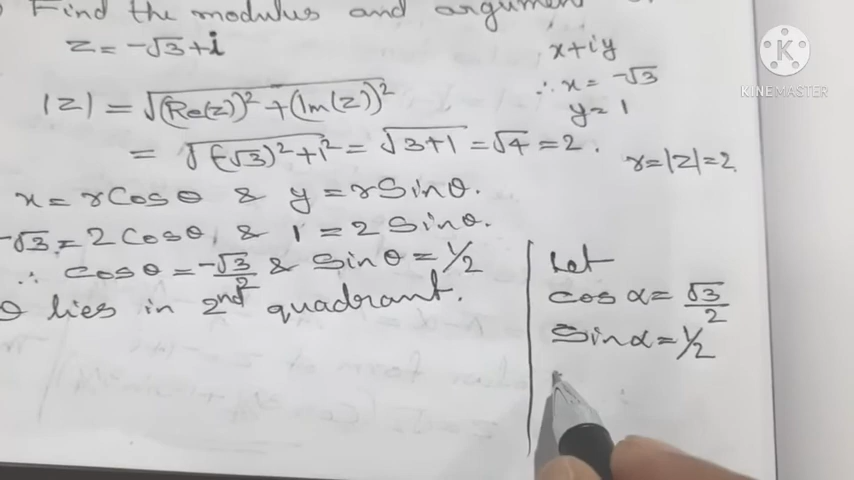 Find the modulus and argument
z = -√3+i
x+iy
∴ x = -√3
y = 1
|z| = √(Re(z))² + (Im(z))²
= √(-√3)² + 1² = √3+1 = √4 = 2.
r = |z| = 2.
x = r cos θ & y = r sin θ.
-√3 = 2 cos θ, & 1 = 2 sin θ.
∴ cos θ = -√3/2 & sin θ = 1/2
θ lies in 2nd quadrant.
Let
cos α = √3/2
sin α = 1/2
K
KINEMASTER